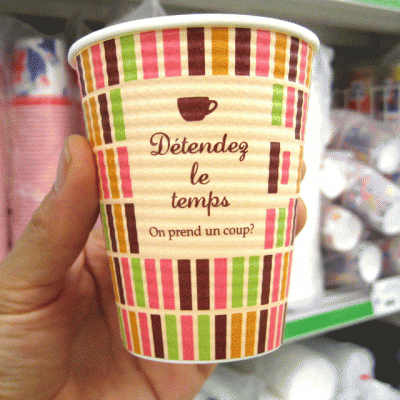 Détendez
le
temps
On prend un coup?